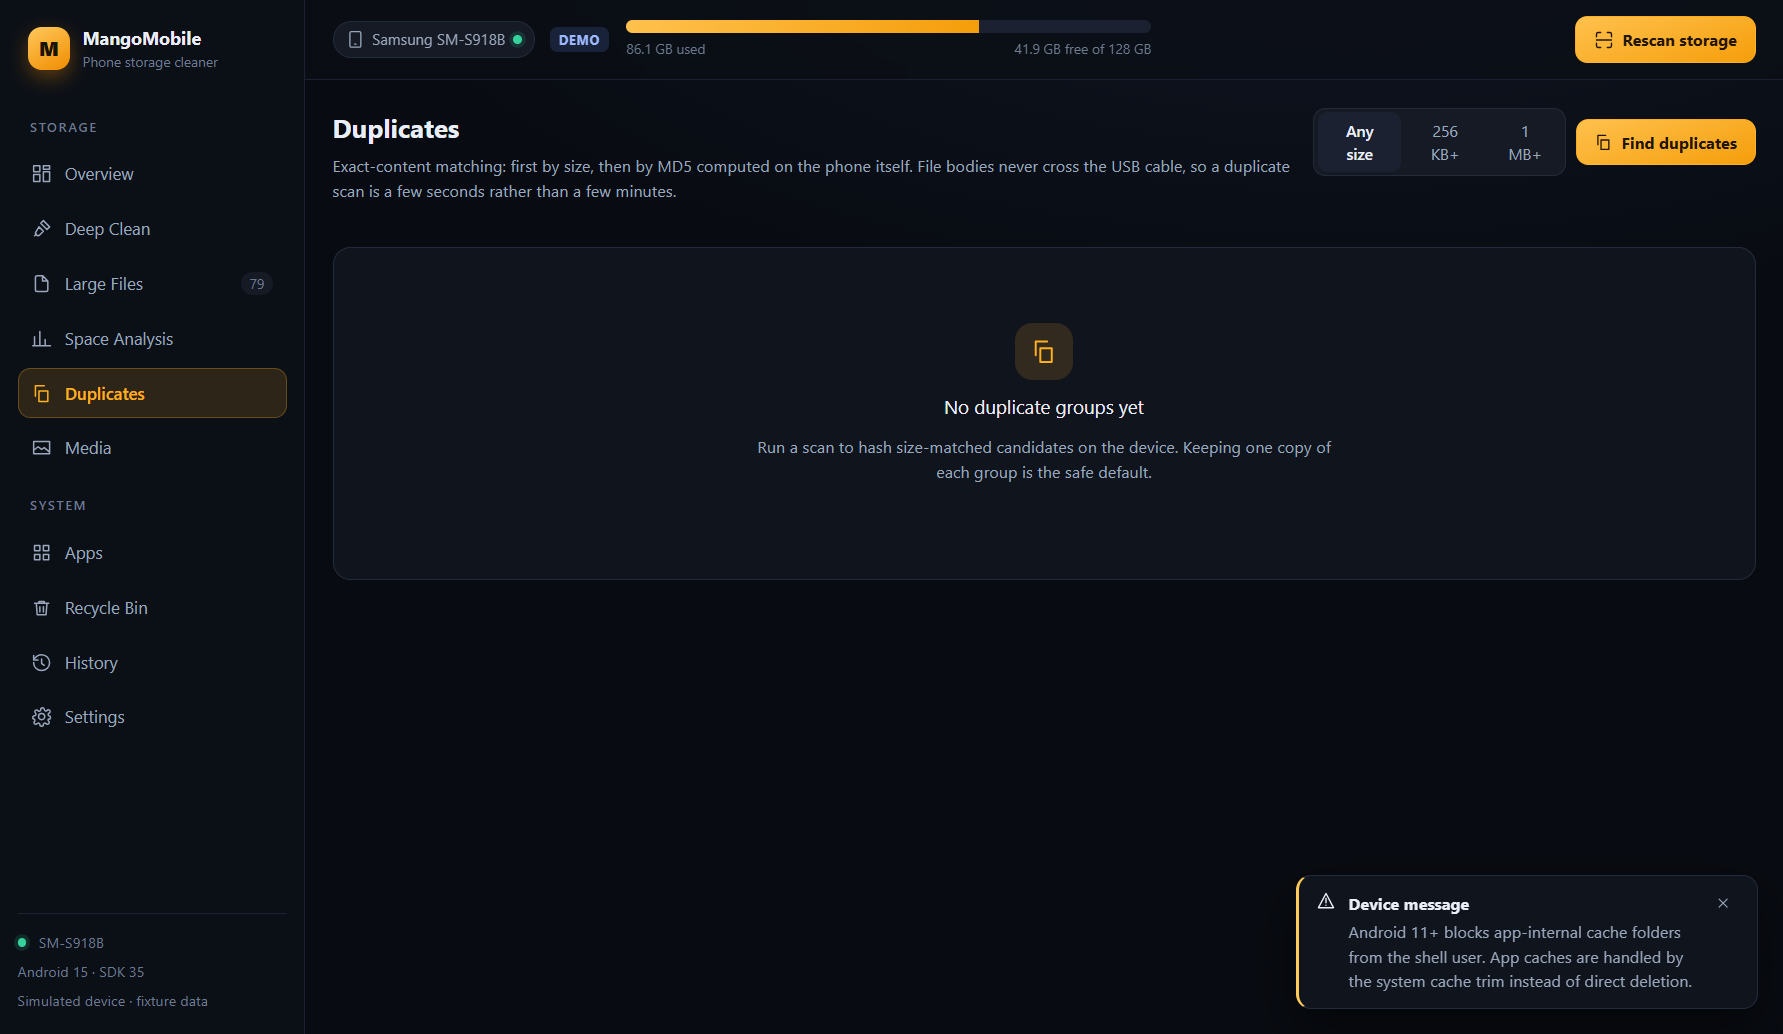 M
MangoMobile
Phone storage cleaner
STORAGE
Overview
Deep Clean
Large Files 79
Space Analysis
Duplicates
Media
SYSTEM
Apps
Recycle Bin
History
Settings
SM-S918B
Android 15 · SDK 35
Simulated device · fixture data
Samsung SM-S918B
DEMO
86.1 GB used
41.9 GB free of 128 GB
Rescan storage
Duplicates
Exact-content matching: first by size, then by MD5 computed on the phone itself. File bodies never cross the USB cable, so a duplicate
scan is a few seconds rather than a few minutes.
Any
size
256
KB+
1
MB+
Find duplicates
No duplicate groups yet
Run a scan to hash size-matched candidates on the device. Keeping one copy of
each group is the safe default.
Device message
Android 11+ blocks app-internal cache folders
from the shell user. App caches are handled by
the system cache trim instead of direct deletion.